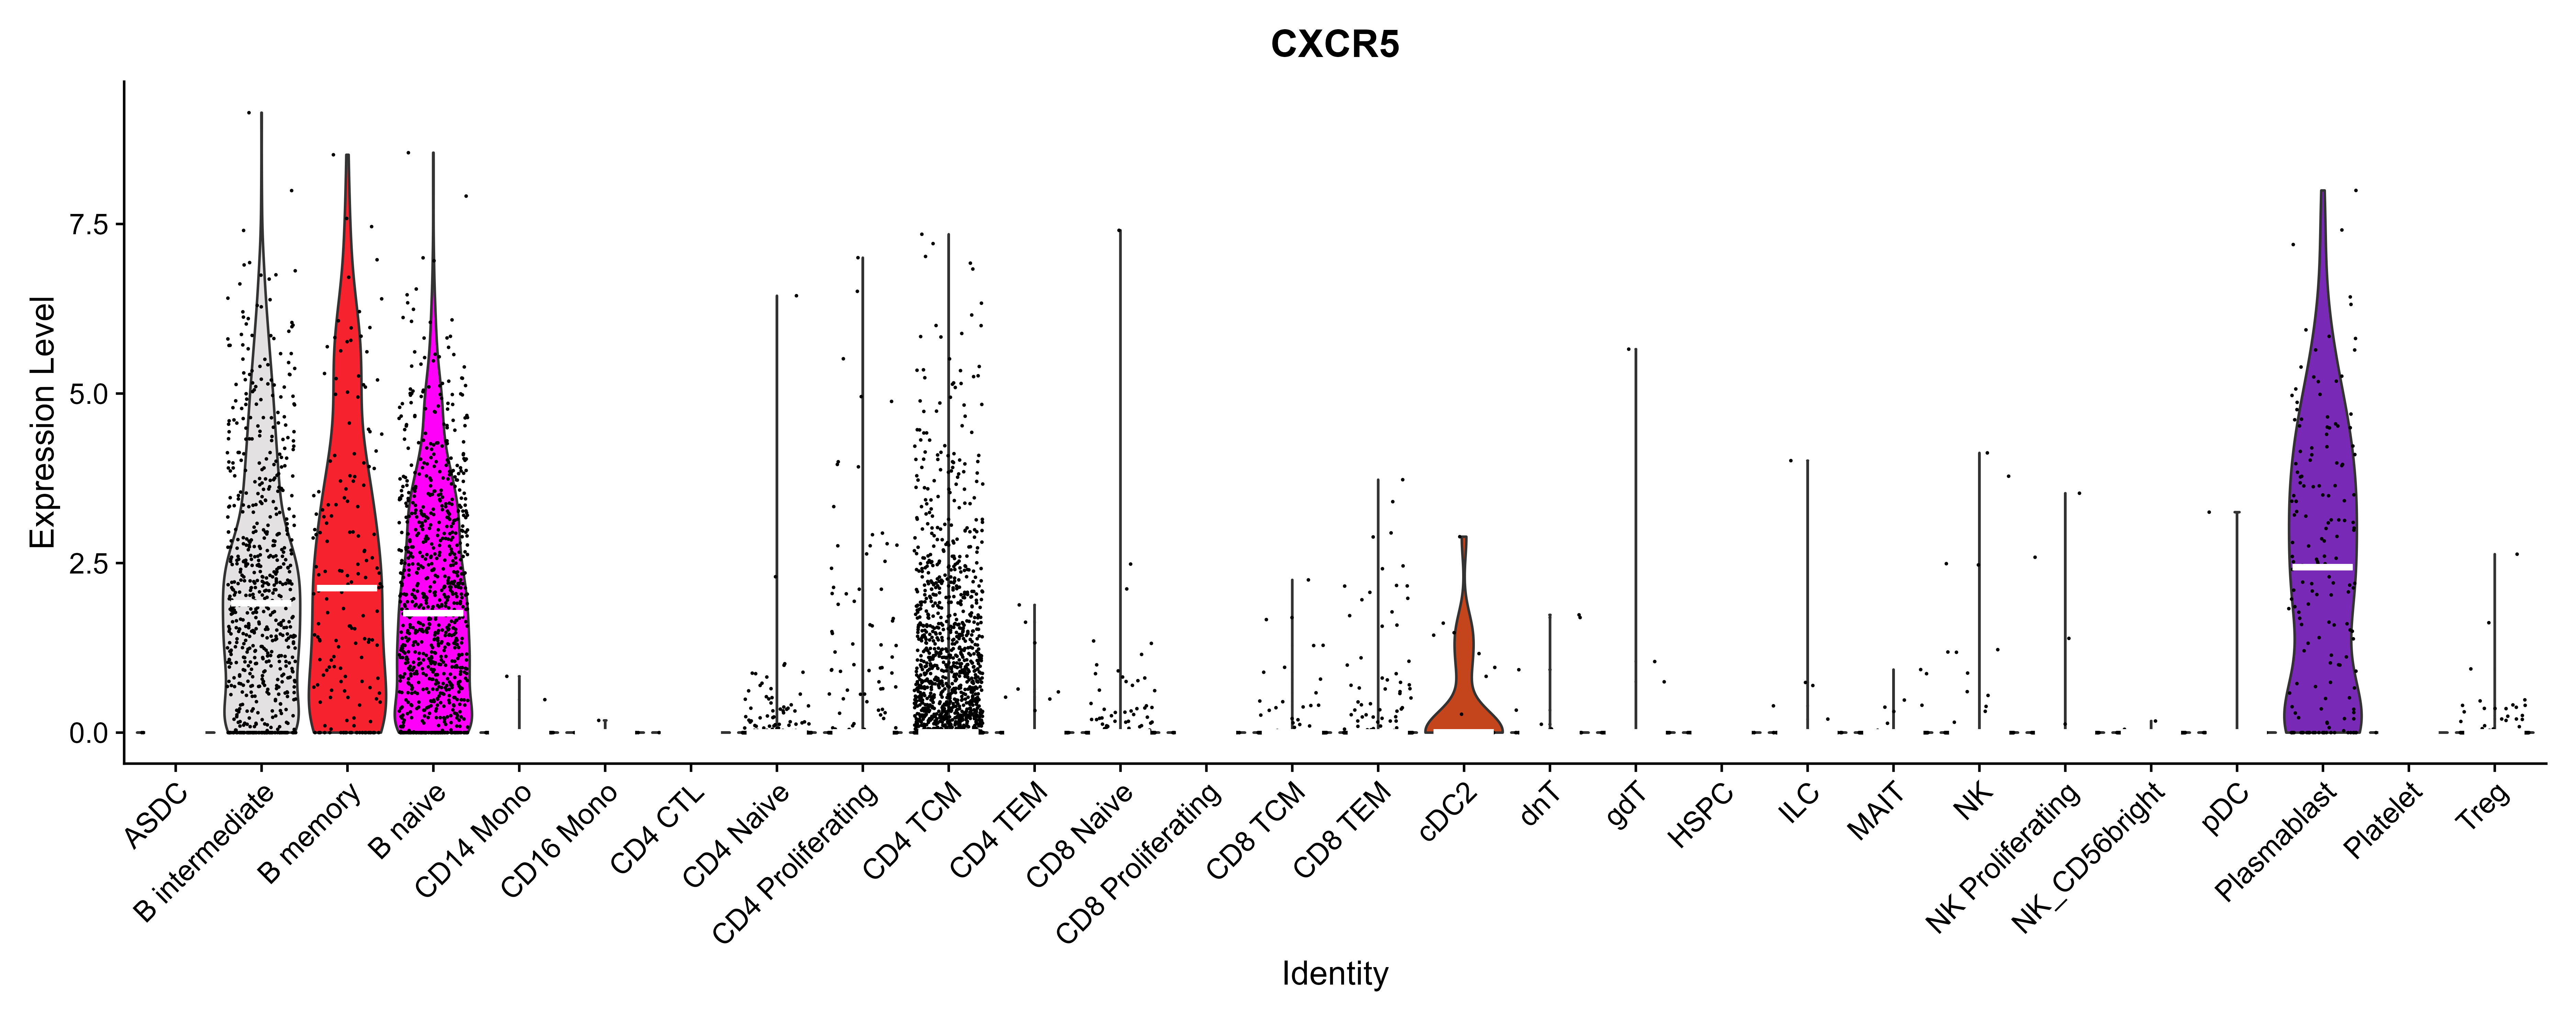 CXCR5
Expression Level
7.5
5.0
2.5
0.0
ASDC
B intermediate
B memory
B naive
CD14 Mono
CD16 Mono
CD4 CTL
CD4 Naive
CD4 Proliferating
CD4 TCM
CD4 TEM
CD8 Naive
CD8 Proliferating
CD8 TCM
CD8 TEM
cDC2
dnT
gdT
HSPC
ILC
MAIT
NK
NK Proliferating
NK_CD56bright
pDC
Plasmablast
Platelet
Treg
Identity